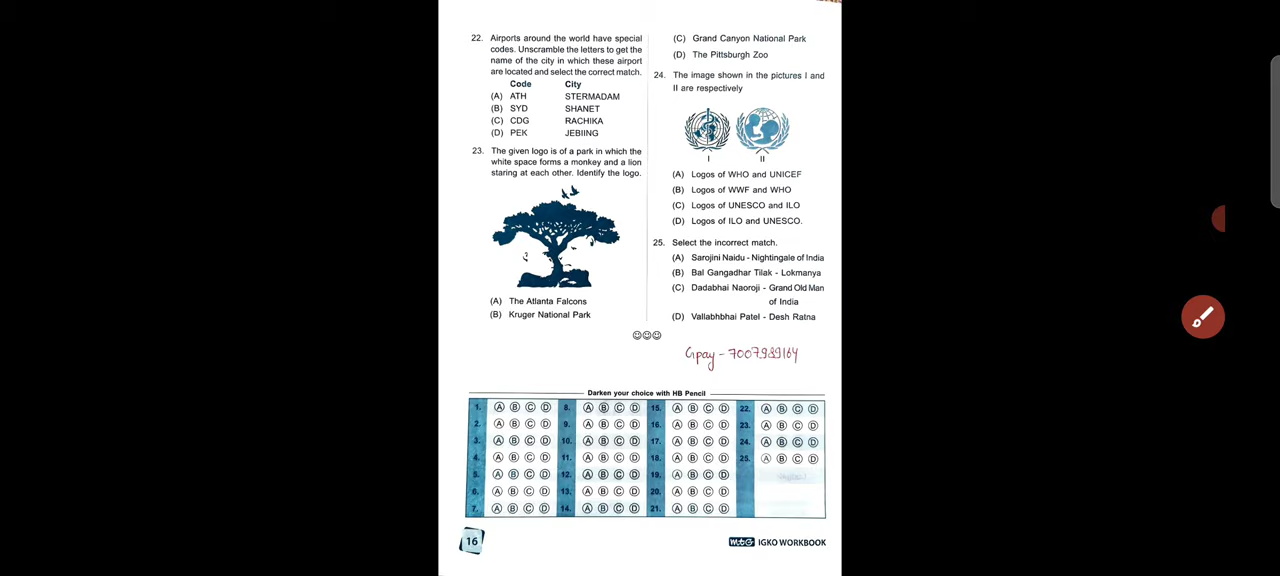 22. Airports around the world have special
codes. Unscramble the letters to get the
name of the city in which these airport
are located and select the correct match.
Code City
(A) ATH STERMADAM
(B) SYD SHANET
(C) CDG RACHIKA
(D) PEK JEBIING
23. The given logo is of a park in which the
white space forms a monkey and a lion
staring at each other. Identify the logo.
(A) The Atlanta Falcons
(B) Kruger National Park
(C) Grand Canyon National Park
(D) The Pittsburgh Zoo
24. The image shown in the pictures I and
II are respectively
I II
(A) Logos of WHO and UNICEF
(B) Logos of WWF and WHO
(C) Logos of UNESCO and ILO
(D) Logos of ILO and UNESCO.
25. Select the incorrect match.
(A) Sarojini Naidu - Nightingale of India
(B) Bal Gangadhar Tilak - Lokmanya
(C) Dadabhai Naoroji - Grand Old Man
of India
(D) Vallabhbhai Patel - Desh Ratna
Gpay - 7007989164
Darken your choice with HB Pencil
1. A B C D 8. A B C D 15. A B C D 22. A B C D
2. A B C D 9. A B C D 16. A B C D 23. A B C D
3. A B C D 10. A B C D 17. A B C D 24. A B C D
4. A B C D 11. A B C D 18. A B C D 25. A B C D
5. A B C D 12. A B C D 19. A B C D
6. A B C D 13. A B C D 20. A B C D
7. A B C D 14. A B C D 21. A B C D
16
MtG IGKO WORKBOOK